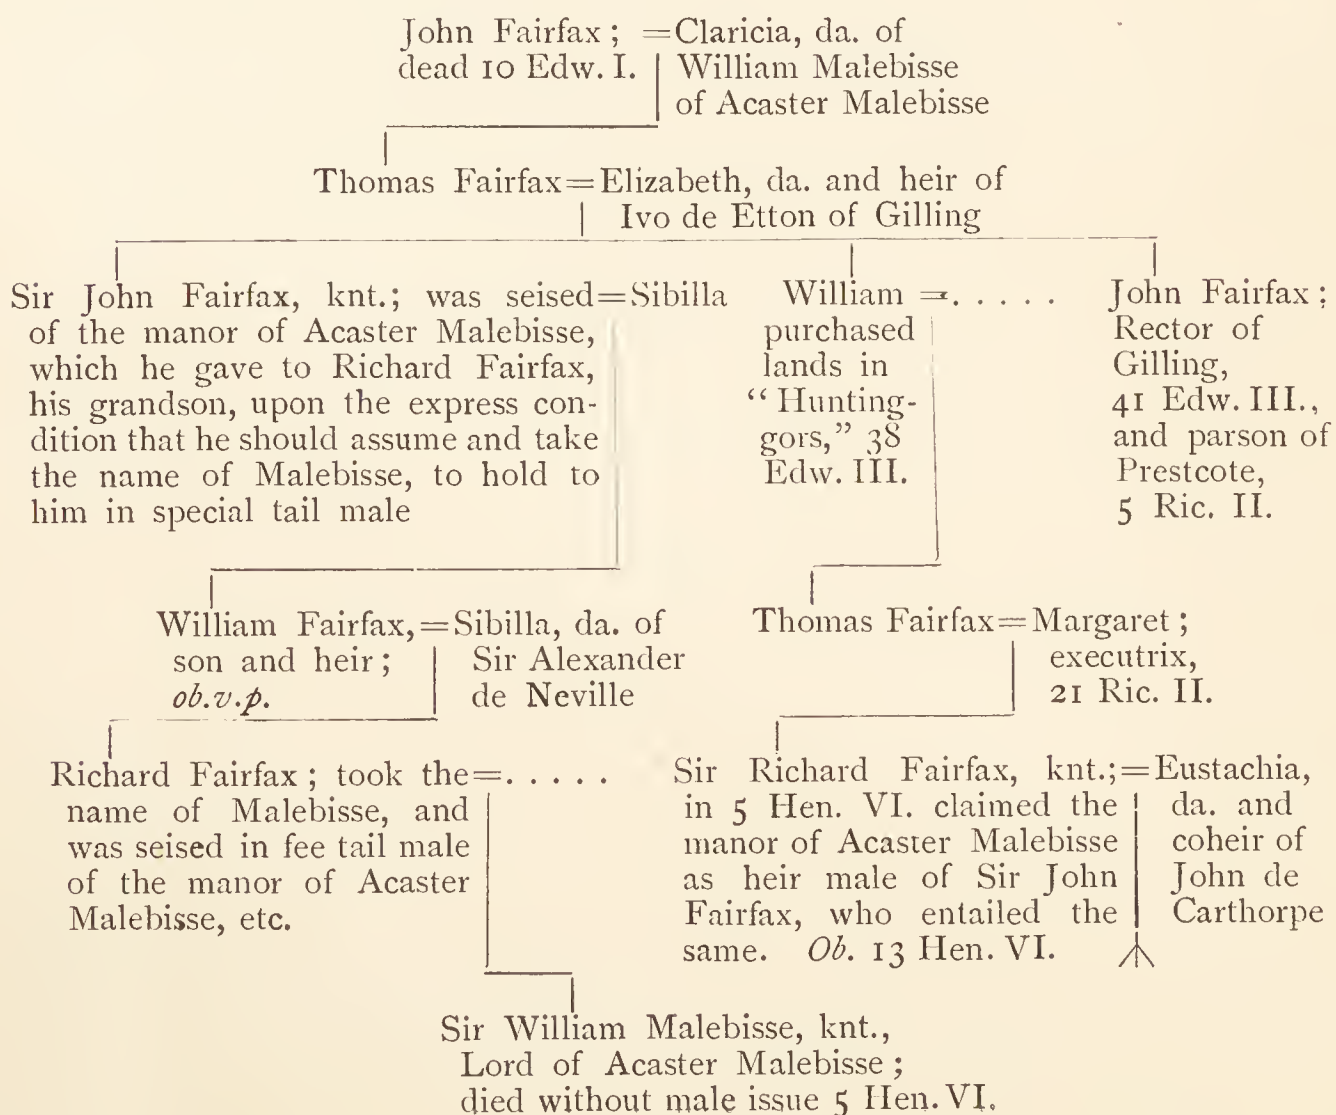 John Fairfax ; =Claricia, da. of
dead 10 Edw. I. William Malebisse
of Acaster Malebisse
Thomas Fairfax=Elizabeth, da. and heir of
Ivo de Etton of Gilling
Sir John Fairfax, knt.; was seised=Sibilla
of the manor of Acaster Malebisse,
which he gave to Richard Fairfax,
his grandson, upon the express con-
dition that he should assume and take
the name of Malebisse, to hold to
him in special tail male
William =. . . . .
purchased
lands in
“ Hunting-
gors,” 38
Edw. III.
John Fairfax ;
Rector of
Gilling,
41 Edw. III.,
and parson of
Prestcote,
5 Ric. II.
William Fairfax,=Sibilla, da. of
son and heir ; Sir Alexander
ob.v.p. de Neville
Thomas Fairfax=Margaret ;
executrix,
21 Ric. II.
Richard Fairfax ; took the=. . . . .
name of Malebisse, and
was seised in fee tail male
of the manor of Acaster
Malebisse, etc.
Sir Richard Fairfax, knt.;=Eustachia,
in 5 Hen. VI. claimed the da. and
manor of Acaster Malebisse coheir of
as heir male of Sir John John de
Fairfax, who entailed the Carthorpe
same. Ob. 13 Hen. VI.
Sir William Malebisse, knt.,
Lord of Acaster Malebisse ;
died without male issue 5 Hen. VI.